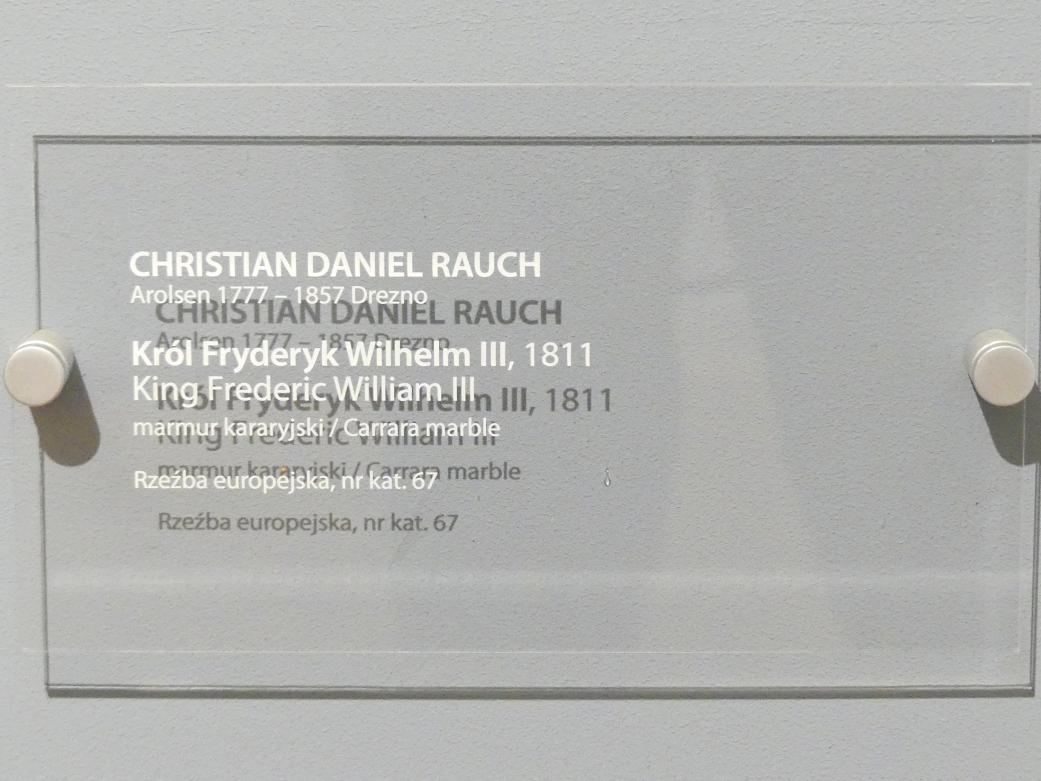 CHRISTIAN DANIEL RAUCH
Arolsen 1777 – 1857 Drezno
Król Fryderyk Wilhelm III, 1811
King Frederic William III
marmur kararyjski / Carrara marble
Rzeźba europejska, nr kat. 67